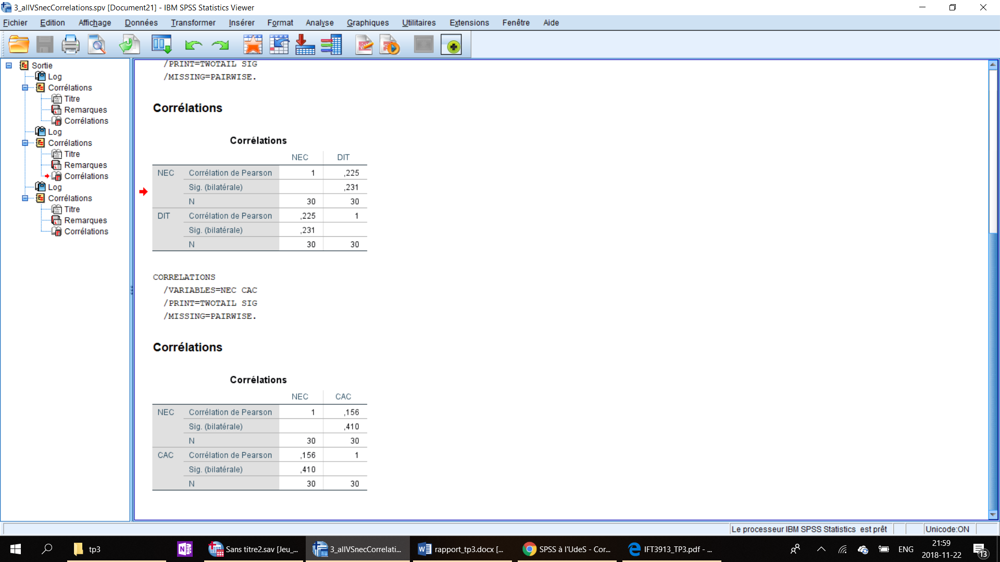 3_allVSnecCorrelations.spv [Document21] - IBM SPSS Statistics Viewer
Fichier Edition Affichage Données Transformer Insérer Format Analyse Graphiques Utilitaires Extensions Fenêtre Aide
Sortie
Log
Corrélations
Titre
Remarques
Corrélations
Log
Corrélations
Titre
Remarques
Corrélations
Log
Corrélations
Titre
Remarques
Corrélations
/PRINT=TWOTAIL SIG
/MISSING=PAIRWISE.
Corrélations
Corrélations
NEC DIT
NEC Corrélation de Pearson 1 ,225
Sig. (bilatérale) ,231
N 30 30
DIT Corrélation de Pearson ,225 1
Sig. (bilatérale) ,231
N 30 30
CORRELATIONS
/VARIABLES=NEC CAC
/PRINT=TWOTAIL SIG
/MISSING=PAIRWISE.
Corrélations
Corrélations
NEC CAC
NEC Corrélation de Pearson 1 ,156
Sig. (bilatérale) ,410
N 30 30
CAC Corrélation de Pearson ,156 1
Sig. (bilatérale) ,410
N 30 30
Le processeur IBM SPSS Statistics est prêt Unicode:ON
tp3 N Sans titre2.sav [Jeu_... 3_allVSnecCorrelati... rapport_tp3.docx [... SPSS à l'UdeS - Cor... IFT3913_TP3.pdf - ... ENG 21:59
2018-11-22 13